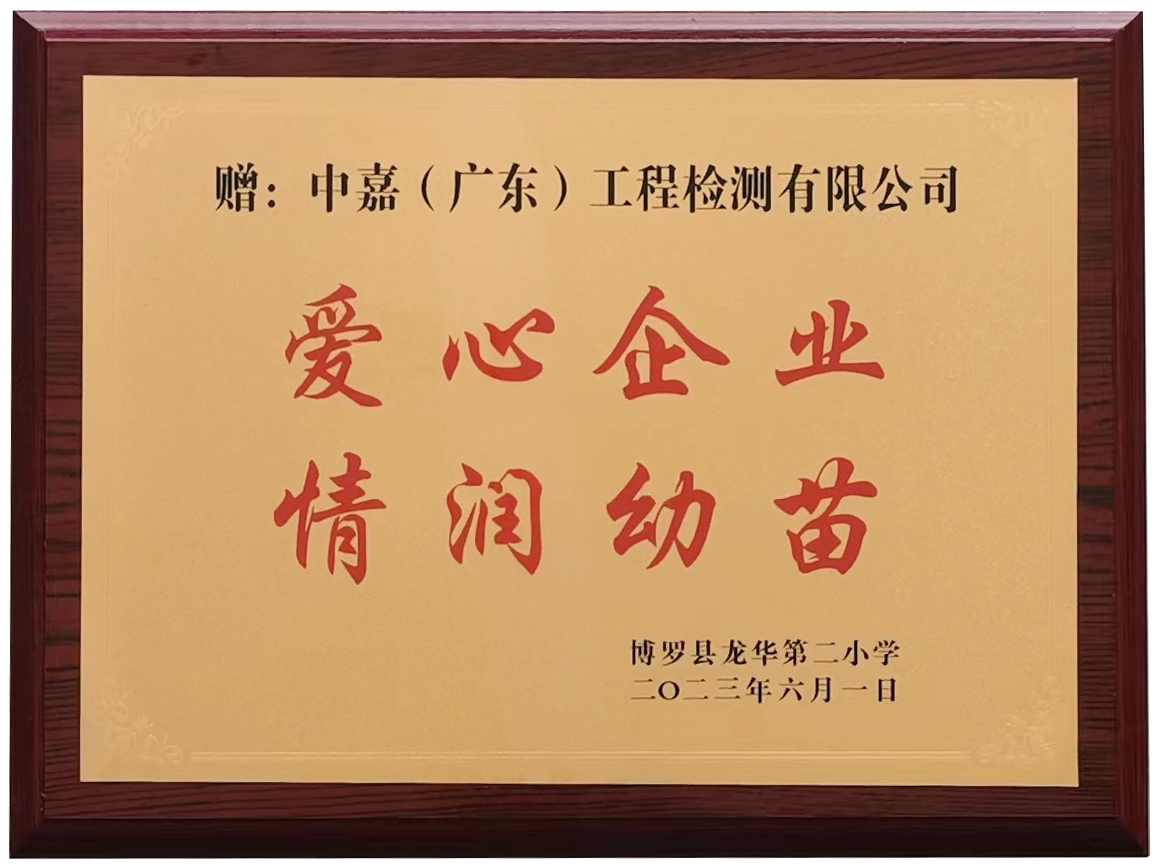 赠：中嘉（广东）工程检测有限公司
爱心企业
情润幼苗
博罗县龙华第二小学
二〇二三年六月一日